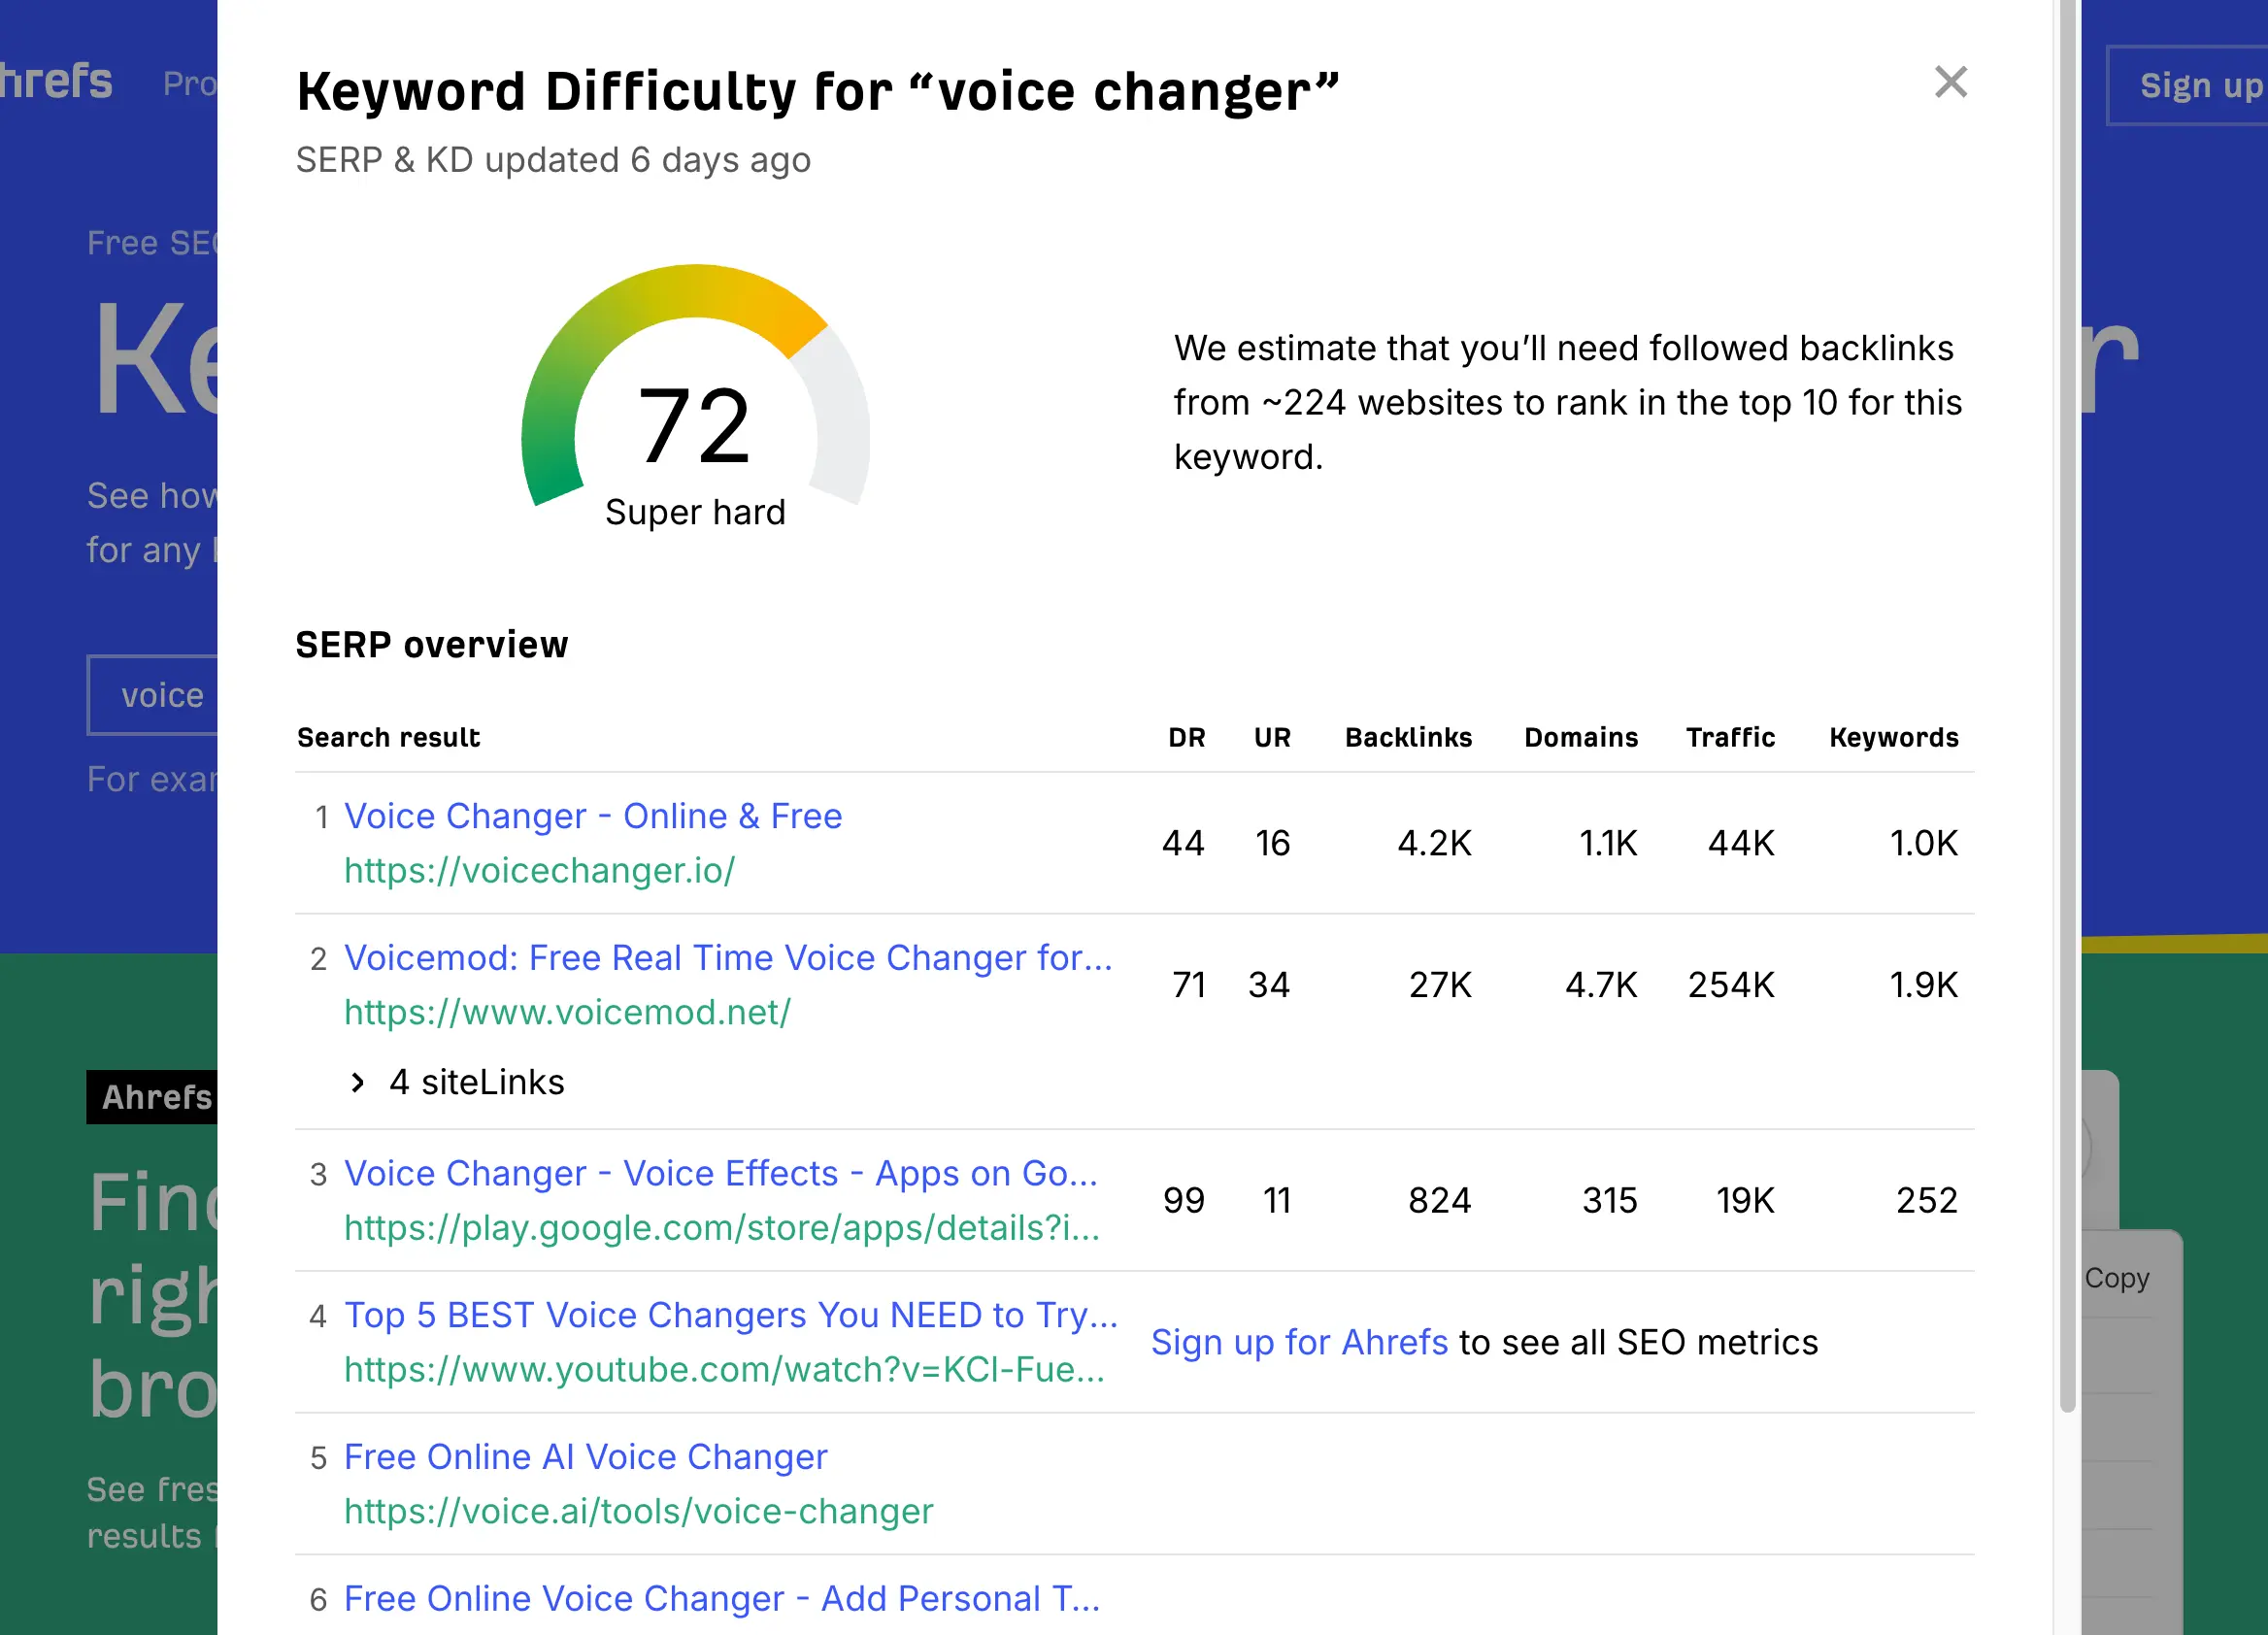 Keyword Difficulty for “voice changer”
SERP & KD updated 6 days ago
72
Super hard
We estimate that you’ll need followed backlinks
from ~224 websites to rank in the top 10 for this
keyword.
SERP overview
Search result DR UR Backlinks Domains Traffic Keywords
1 Voice Changer - Online & Free
https://voicechanger.io/
44 16 4.2K 1.1K 44K 1.0K
2 Voicemod: Free Real Time Voice Changer for...
https://www.voicemod.net/
71 34 27K 4.7K 254K 1.9K
4 siteLinks
3 Voice Changer - Voice Effects - Apps on Go...
https://play.google.com/store/apps/details?i...
99 11 824 315 19K 252
4 Top 5 BEST Voice Changers You NEED to Try...
https://www.youtube.com/watch?v=KCl-Fue...
Sign up for Ahrefs to see all SEO metrics
5 Free Online AI Voice Changer
https://voice.ai/tools/voice-changer
6 Free Online Voice Changer - Add Personal T...
hrefs
Pro
Sign up
Free SE
Ke
r
See how
for any
voice
For exam
Ahrefs
Find
righ
bro
See fres
results
Copy